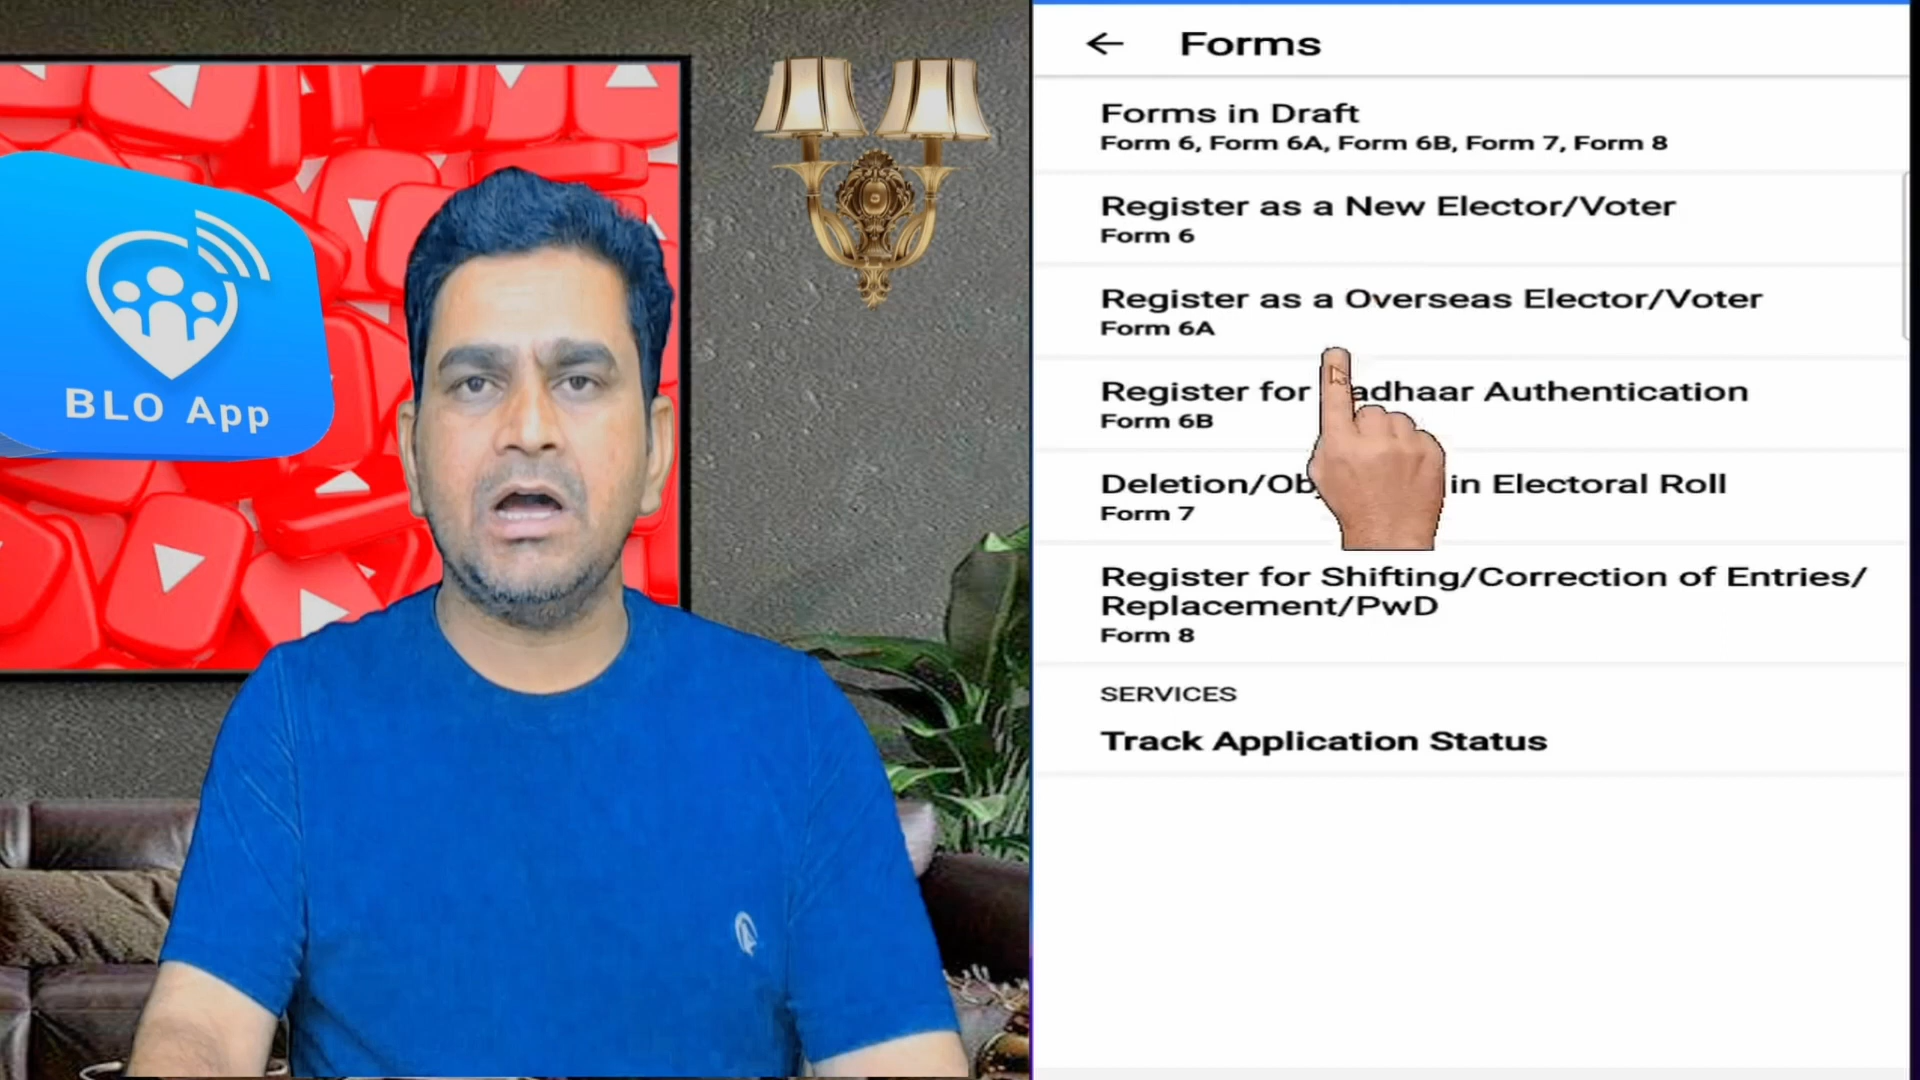 BLO App
Forms
Forms in Draft
Form 6, Form 6A, Form 6B, Form 7, Form 8
Register as a New Elector/Voter
Form 6
Register as a Overseas Elector/Voter
Form 6A
Register for adhaar Authentication
Form 6B
Deletion/Ob in Electoral Roll
Form 7
Register for Shifting/Correction of Entries/
Replacement/PwD
Form 8
SERVICES
Track Application Status